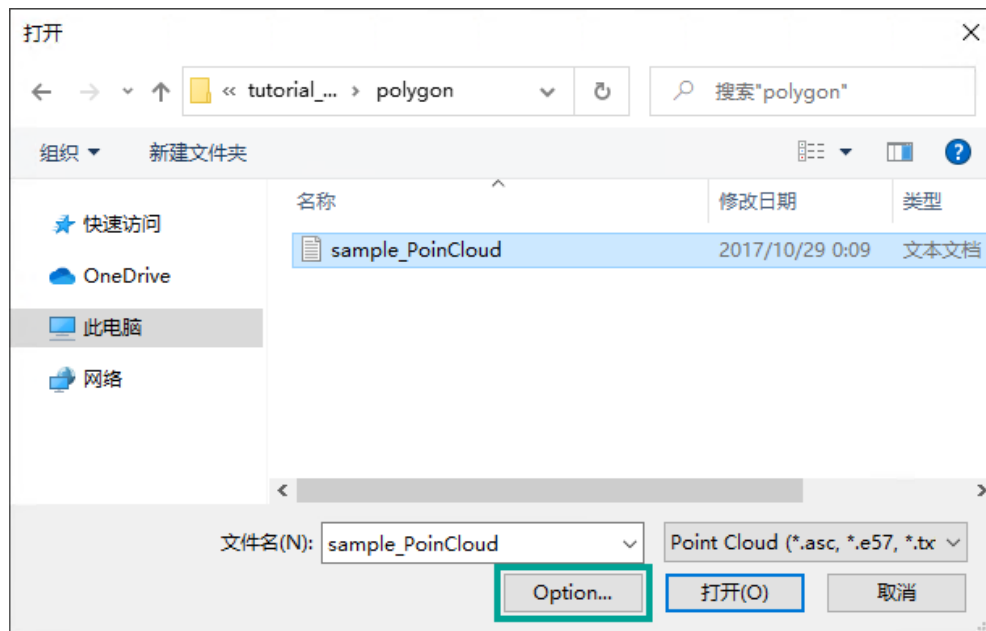 打开
« tutorial_... › polygon
搜索"polygon"
组织 新建文件夹
名称 修改日期 类型
快速访问
sample_PoinCloud 2017/10/29 0:09 文本文档
OneDrive
此电脑
网络
文件名(N): sample_PoinCloud Point Cloud (*.asc, *.e57, *.tx
Option... 打开(O) 取消